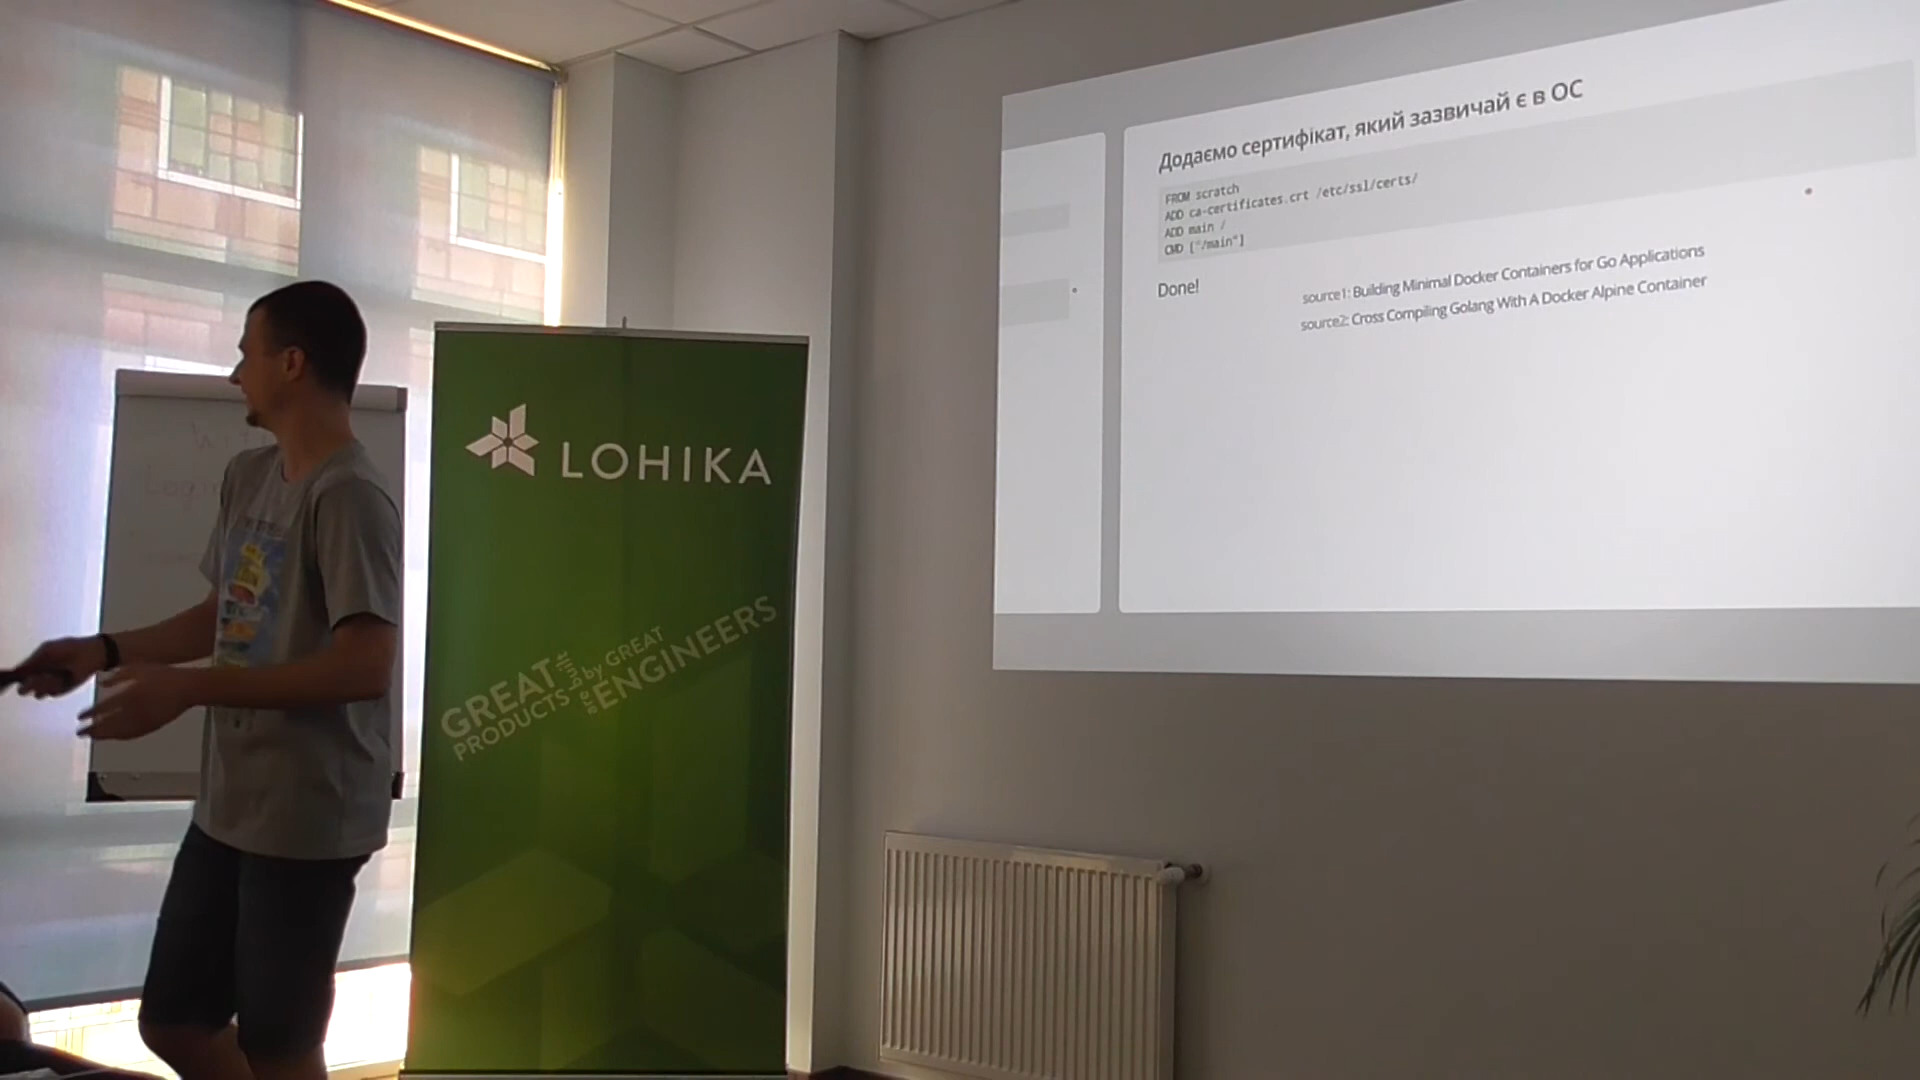 Додаємо сертифікат, який зазвичай є в ОС
FROM scratch
ADD ca-certificates.crt /etc/ssl/certs/
ADD main /
CMD ["/main"]
Done!
source1: Building Minimal Docker Containers for Go Applications
source2: Cross Compiling Golang With A Docker Alpine Container
LOHIKA
GREAT PRODUCTS are built by GREAT ENGINEERS